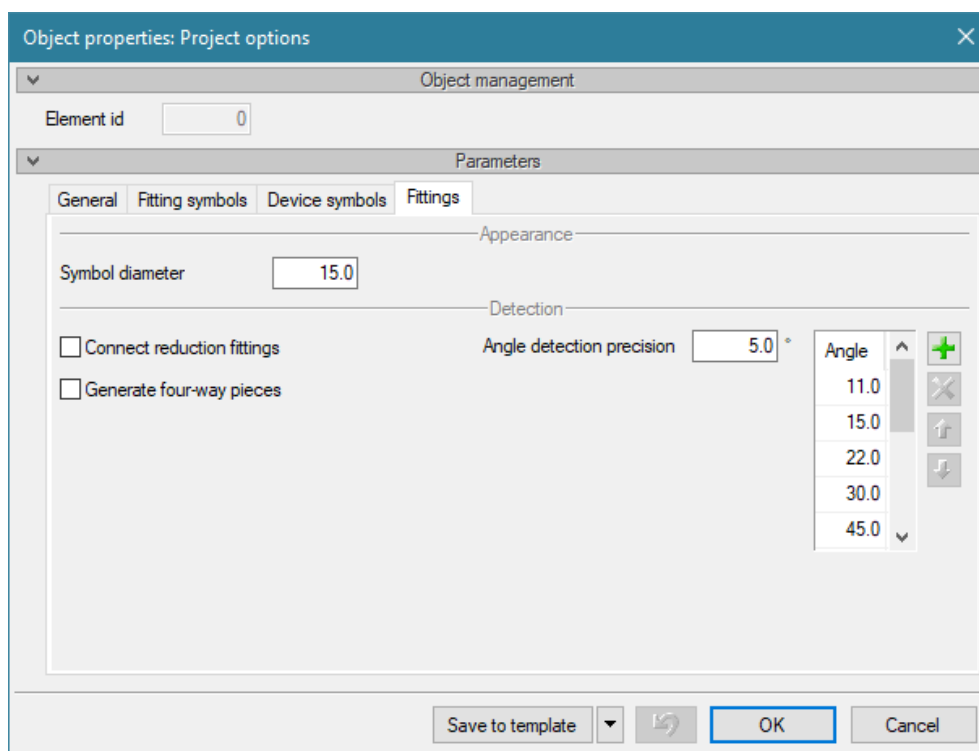 Object properties: Project options
Object management
Element id 0
Parameters
General Fitting symbols Device symbols Fittings
Appearance
Symbol diameter 15.0
Detection
Connect reduction fittings Angle detection precision 5.0 ° Angle
11.0
Generate four-way pieces
15.0
22.0
30.0
45.0
Save to template OK Cancel